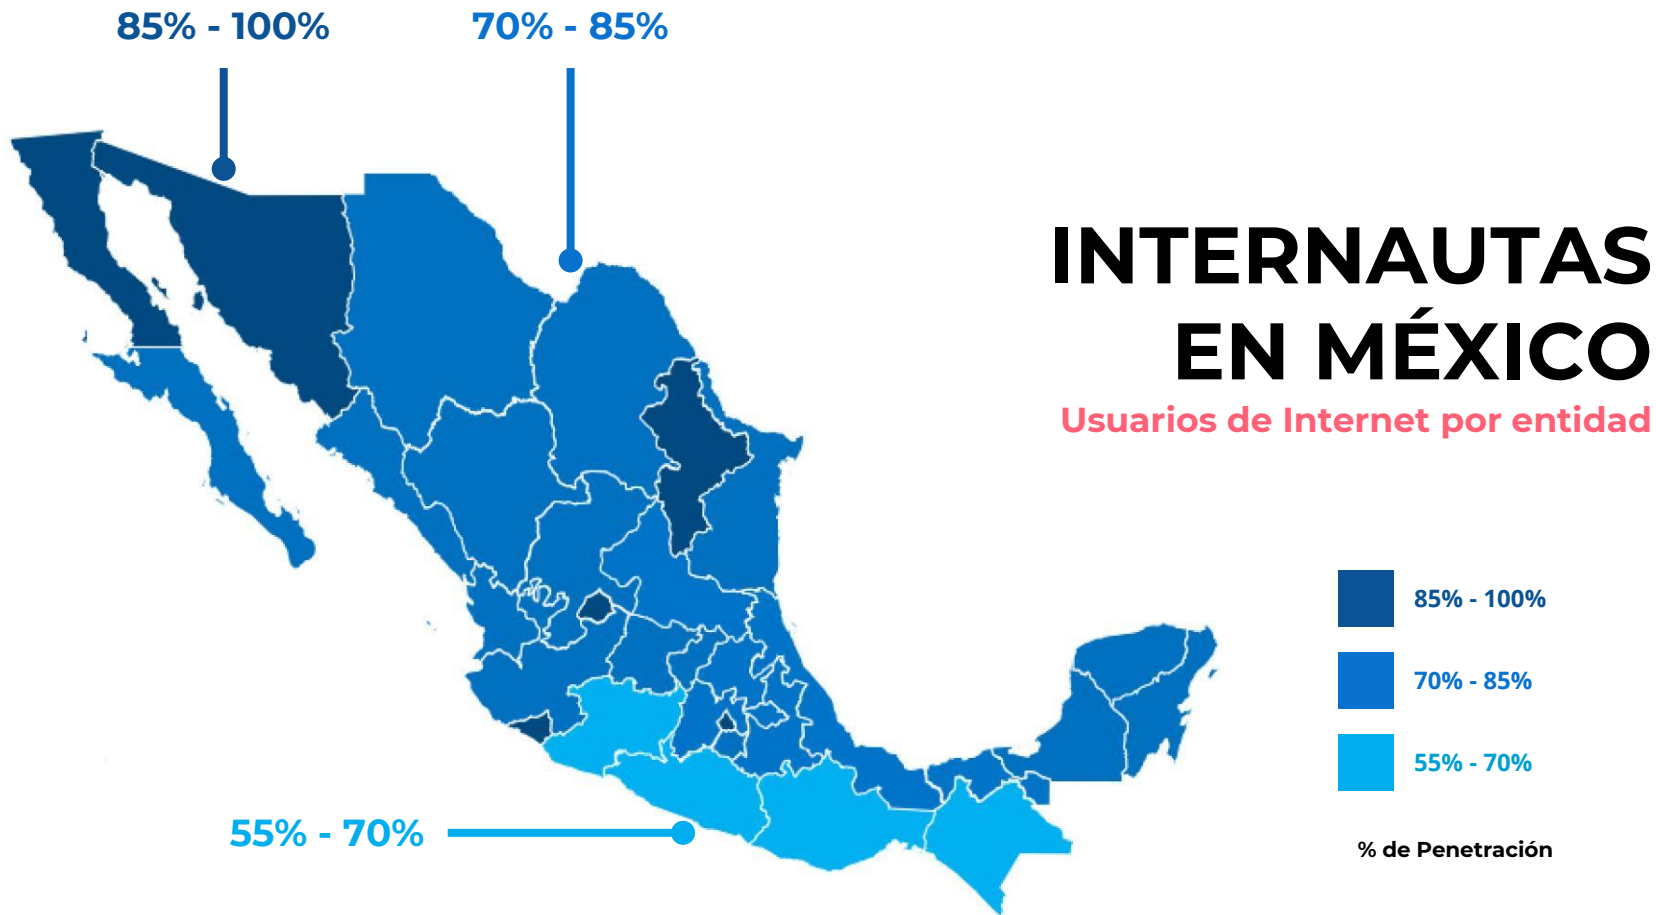 85% - 100%
70% - 85%
INTERNAUTAS
EN MÉXICO
Usuarios de Internet por entidad
85% - 100%
70% - 85%
55% - 70%
55% - 70%
% de Penetración